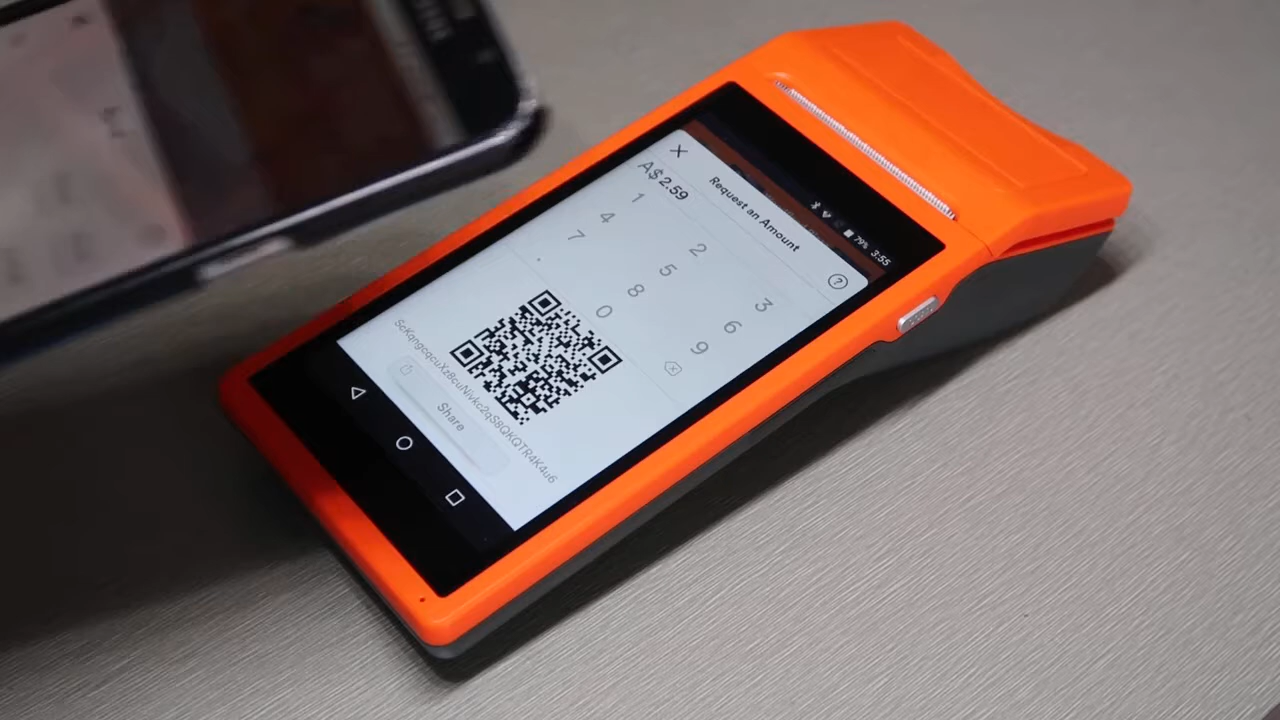 79% 3:55
Request an Amount
?
A$ 2.59
1 2 3
4 5 6
7 8 9
. 0
ScKqngcqcuXz8cuNivkc2qS8QKQTR4K4u6
Share